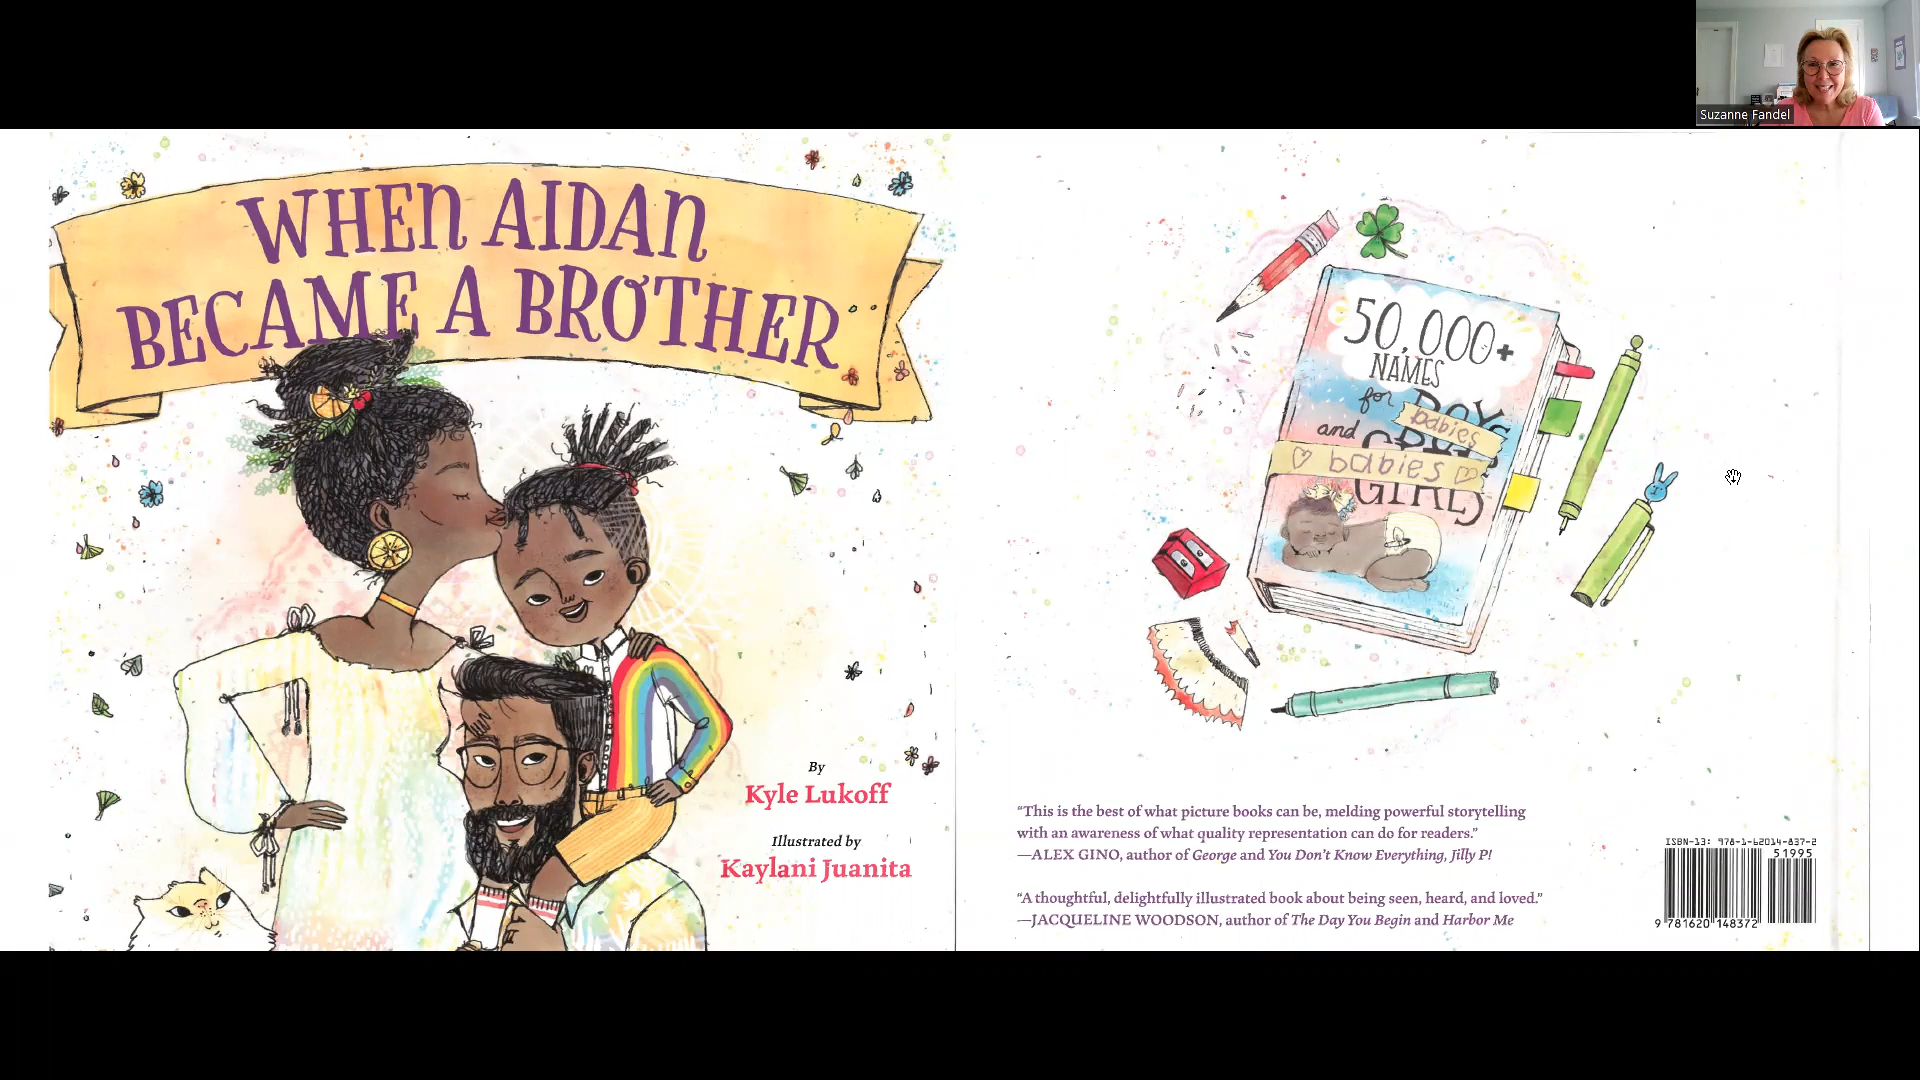 Suzanne Fandel
WHEN AIDAN
BECAME A BROTHER
By
Kyle Lukoff
Illustrated by
Kaylani Juanita
50,000+
NAMES
for BOYS
babies
and
babies
GIRLS
“This is the best of what picture books can be, melding powerful storytelling
with an awareness of what quality representation can do for readers.”
—ALEX GINO, author of George and You Don’t Know Everything, Jilly P!
“A thoughtful, delightfully illustrated book about being seen, heard, and loved.”
—JACQUELINE WOODSON, author of The Day You Begin and Harbor Me
ISBN-13: 978-1-62014-837-2
51995
9 781620 148372